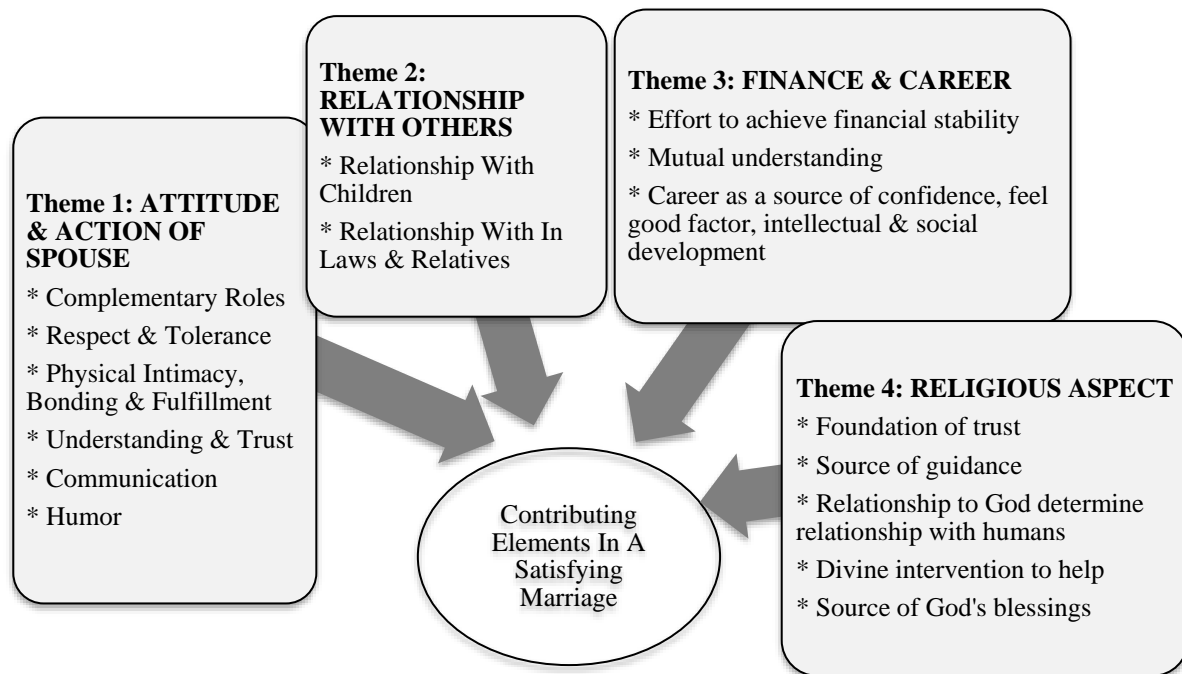 Theme 1: ATTITUDE
& ACTION OF
SPOUSE
* Complementary Roles
* Respect & Tolerance
* Physical Intimacy,
Bonding & Fulfillment
* Understanding & Trust
* Communication
* Humor
Theme 2:
RELATIONSHIP
WITH OTHERS
* Relationship With
Children
* Relationship With In
Laws & Relatives
Theme 3: FINANCE & CAREER
* Effort to achieve financial stability
* Mutual understanding
* Career as a source of confidence, feel
good factor, intellectual & social
development
Theme 4: RELIGIOUS ASPECT
* Foundation of trust
* Source of guidance
* Relationship to God determine
relationship with humans
* Divine intervention to help
* Source of God's blessings
Contributing
Elements In A
Satisfying
Marriage